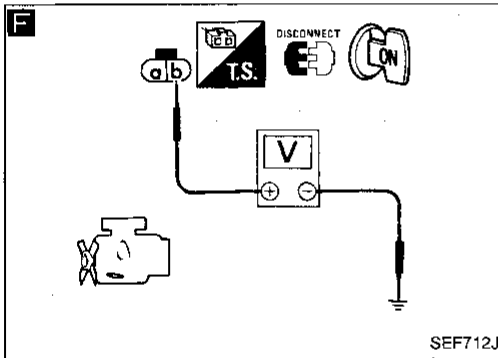 F
DISCONNECT
T.S.
ON
a b
V
+ −
SEF712J